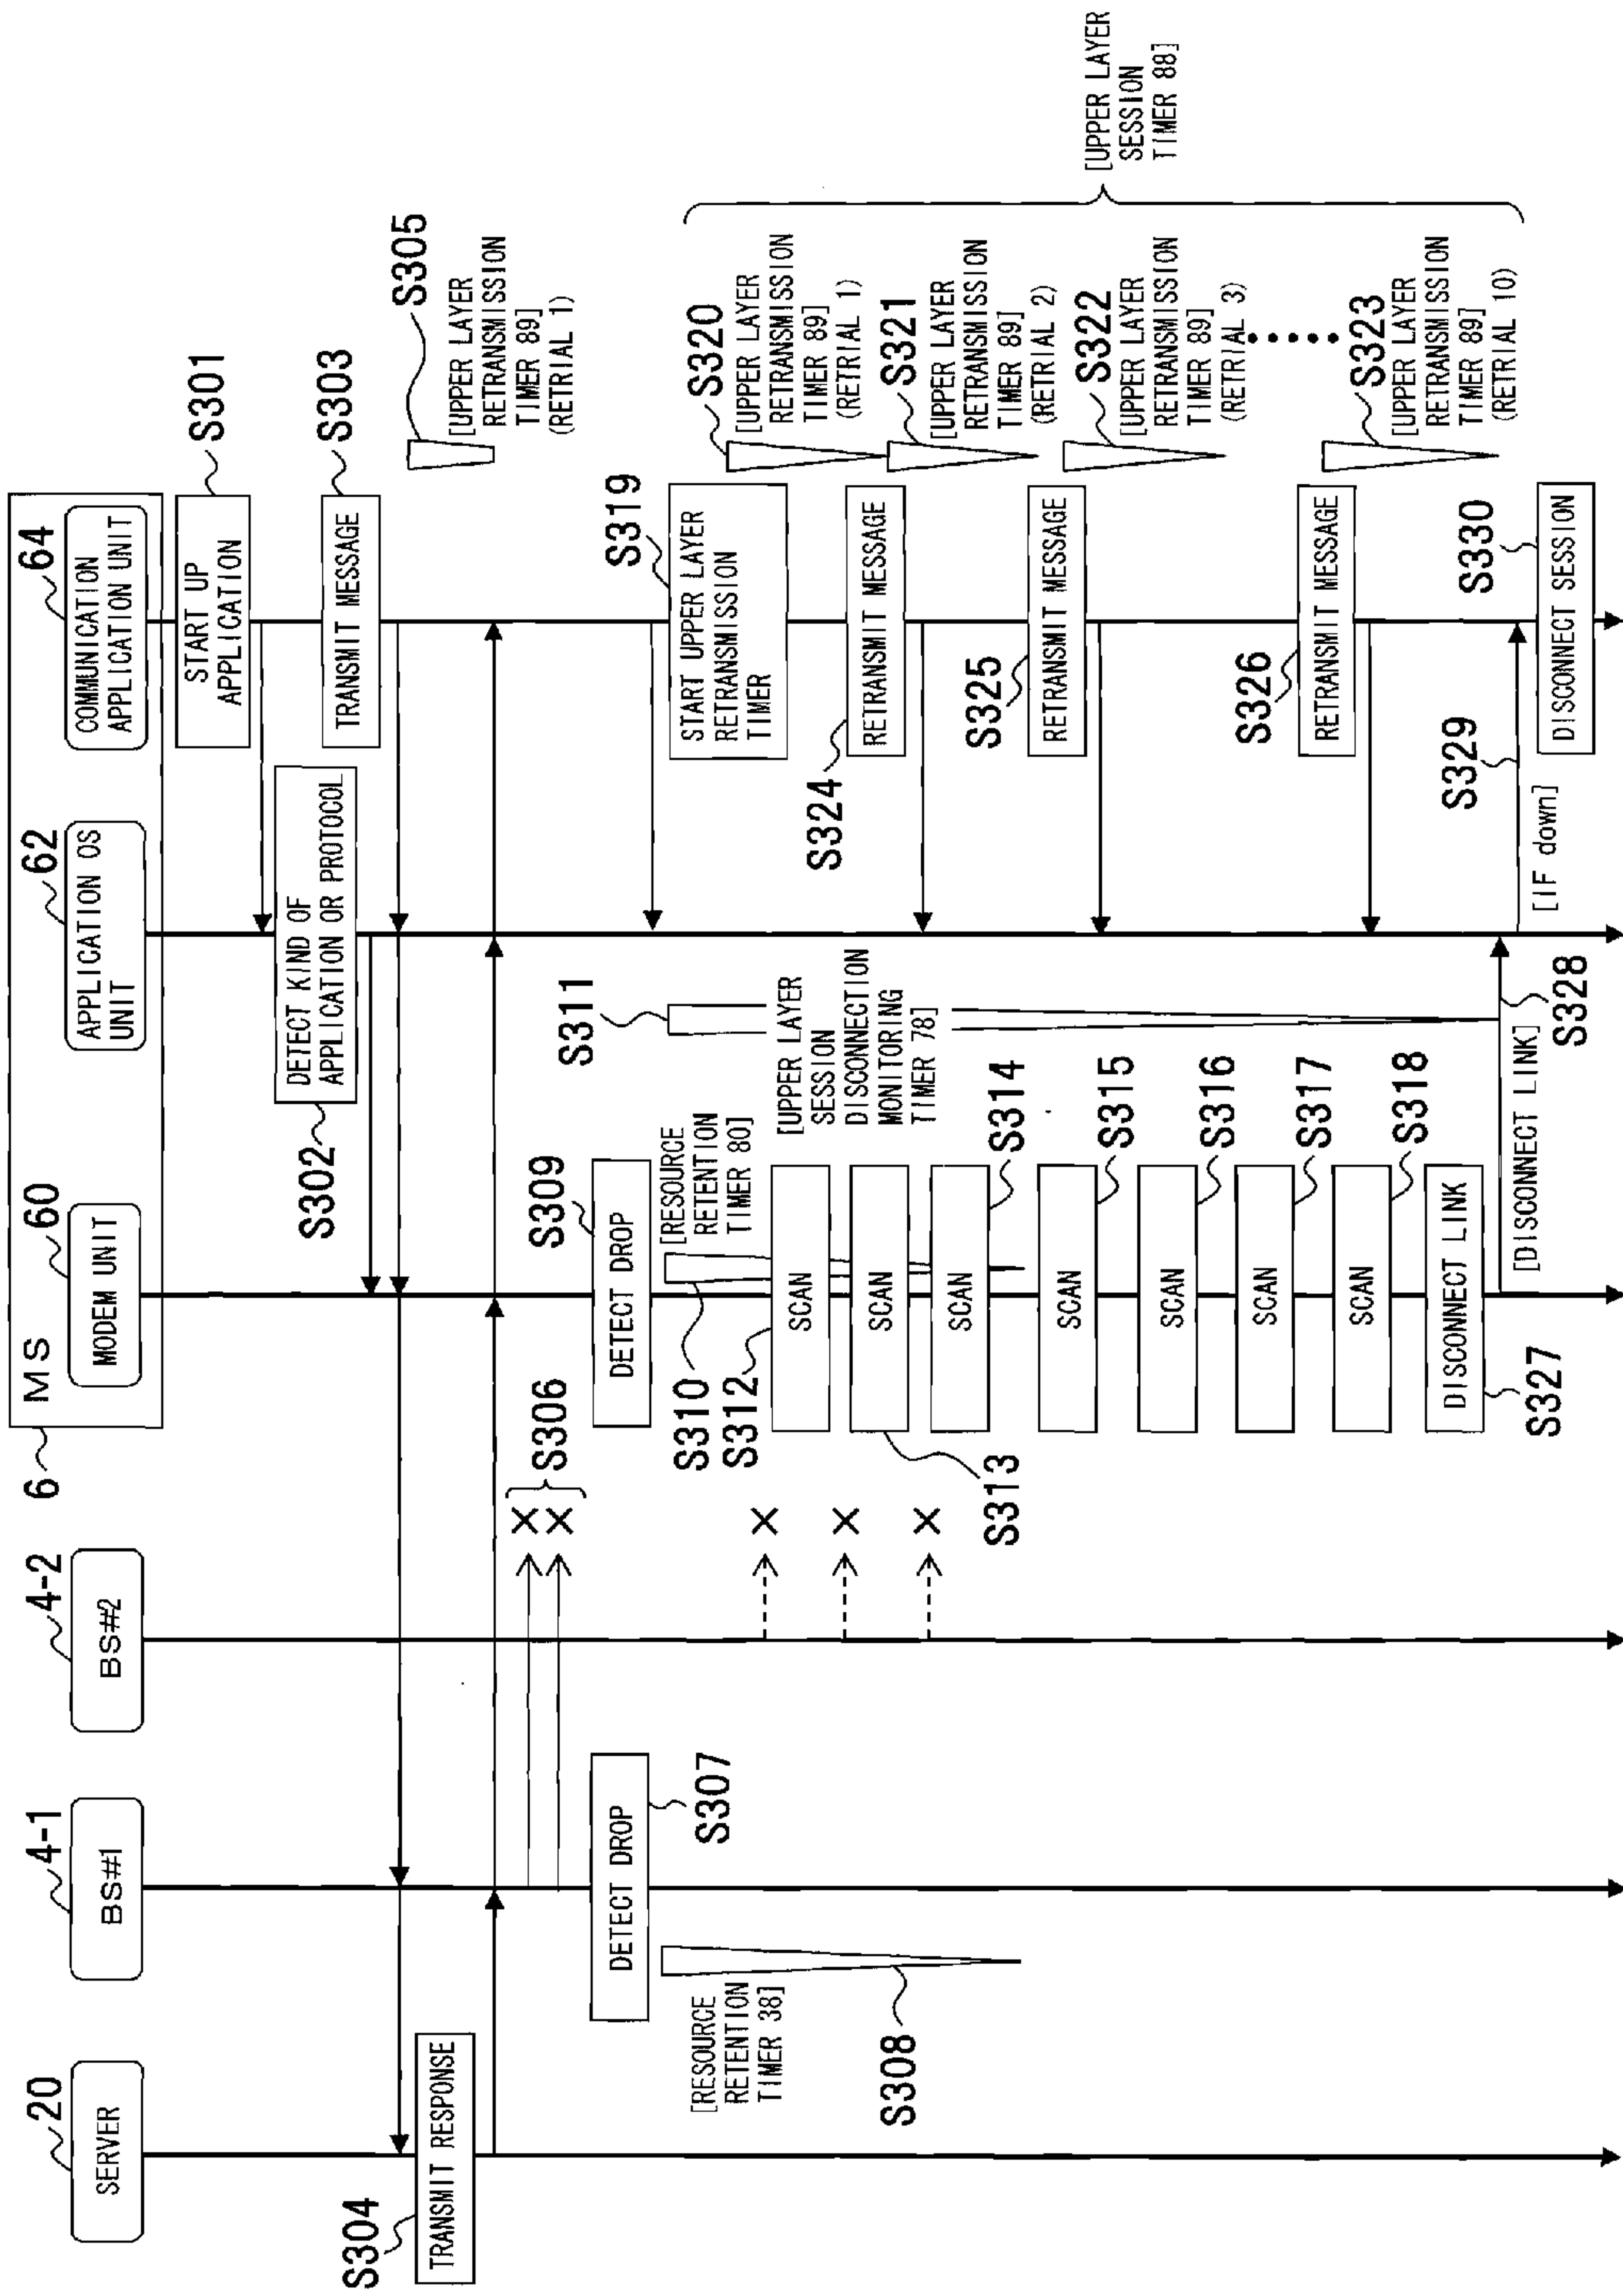 20
SERVER
4-1
BS#1
4-2
BS#2
6
MS
60
MODEM UNIT
62
APPLICATION OS
UNIT
64
COMMUNICATION
APPLICATION UNIT
START UP
APPLICATION
S301
DETECT KIND OF
APPLICATION OR PROTOCOL
S302
TRANSMIT MESSAGE
S303
S304
TRANSMIT RESPONSE
S305
[UPPER LAYER
RETRANSMISSION
TIMER 89]
(RETRIAL 1)
S306
DETECT DROP
S307
[RESOURCE
RETENTION
TIMER 38]
S308
DETECT DROP
S309
[RESOURCE
RETENTION
TIMER 80]
S310
S311
[UPPER LAYER
SESSION
DISCONNECTION
MONITORING
TIMER 78]
S312
SCAN
SCAN
S313
SCAN
S314
SCAN
S315
SCAN
S316
SCAN
S317
SCAN
S318
S319
START UPPER LAYER
RETRANSMISSION
TIMER
S320
[UPPER LAYER
RETRANSMISSION
TIMER 89]
(RETRIAL 1)
S321
[UPPER LAYER
RETRANSMISSION
TIMER 89]
(RETRIAL 2)
S322
[UPPER LAYER
RETRANSMISSION
TIMER 89]
(RETRIAL 3)
S323
[UPPER LAYER
RETRANSMISSION
TIMER 89]
(RETRIAL 10)
[UPPER LAYER
SESSION
TIMER 88]
RETRANSMIT MESSAGE
S324
S325
RETRANSMIT MESSAGE
S326
RETRANSMIT MESSAGE
DISCONNECT LINK
S327
[DISCONNECT LINK]
S328
S329
[IF down]
S330
DISCONNECT SESSION